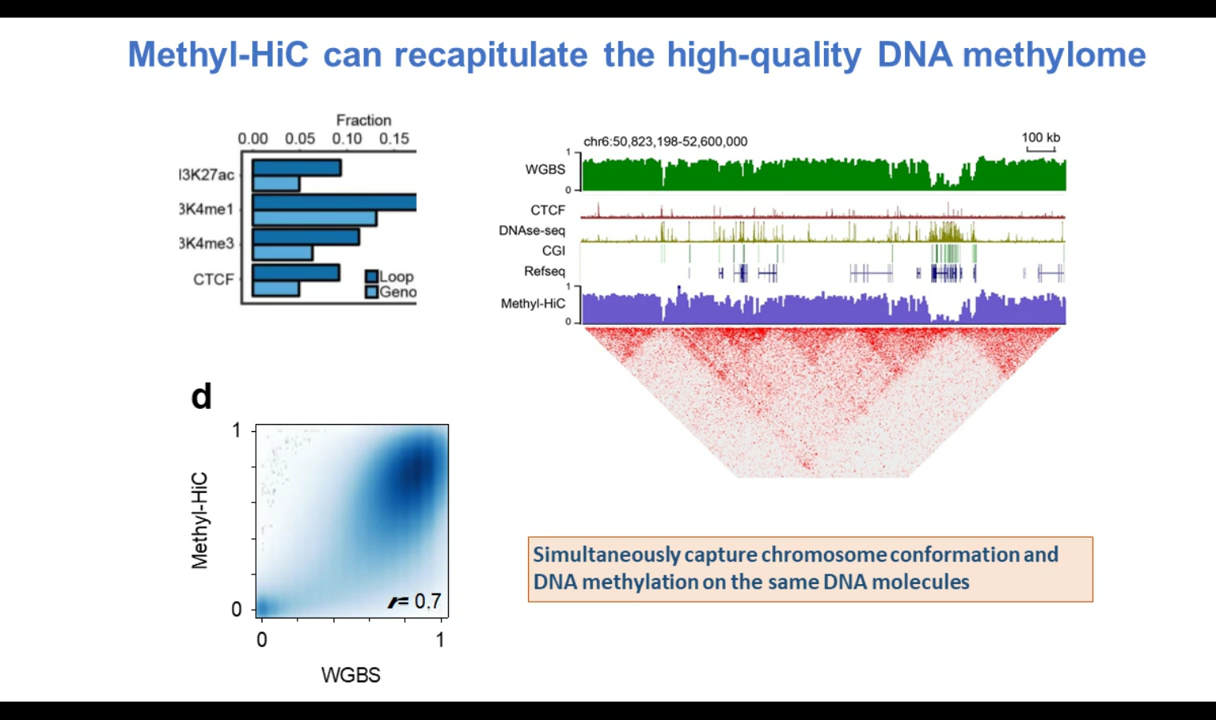 Methyl-HiC can recapitulate the high-quality DNA methylome
Fraction
0.00 0.05 0.10 0.15
I3K27ac
3K4me1
3K4me3
CTCF
Loop
Geno
chr6:50,823,198-52,600,000
100 kb
1
WGBS
0
CTCF
DNAse-seq
CGI
Refseq
1
Methyl-HiC
0
d
1
Methyl-HiC
0
r= 0.7
0 1
WGBS
Simultaneously capture chromosome conformation and
DNA methylation on the same DNA molecules